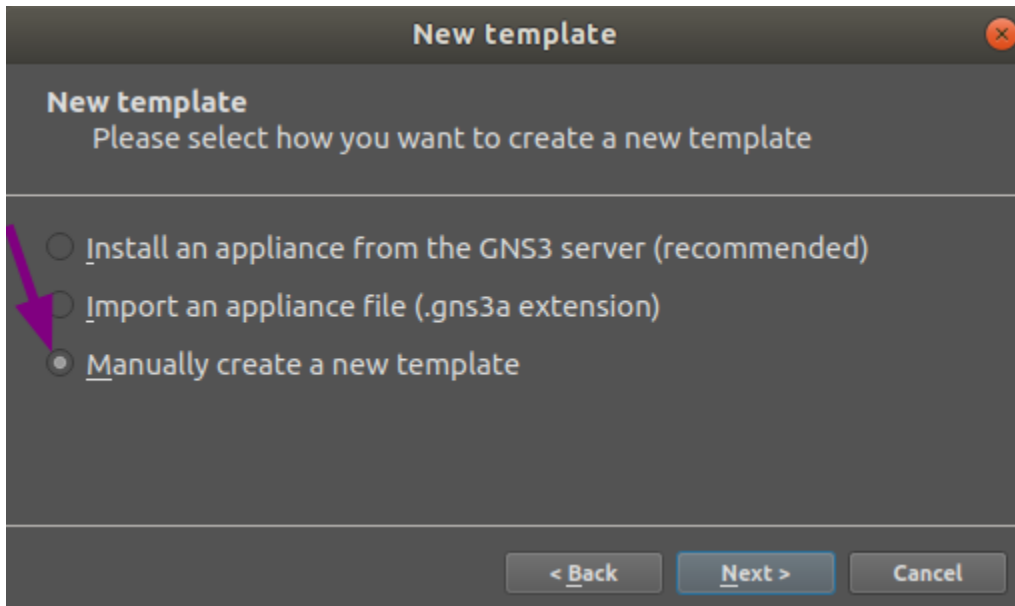 New template
New template
Please select how you want to create a new template
Install an appliance from the GNS3 server (recommended)
Import an appliance file (.gns3a extension)
Manually create a new template
< Back Next > Cancel